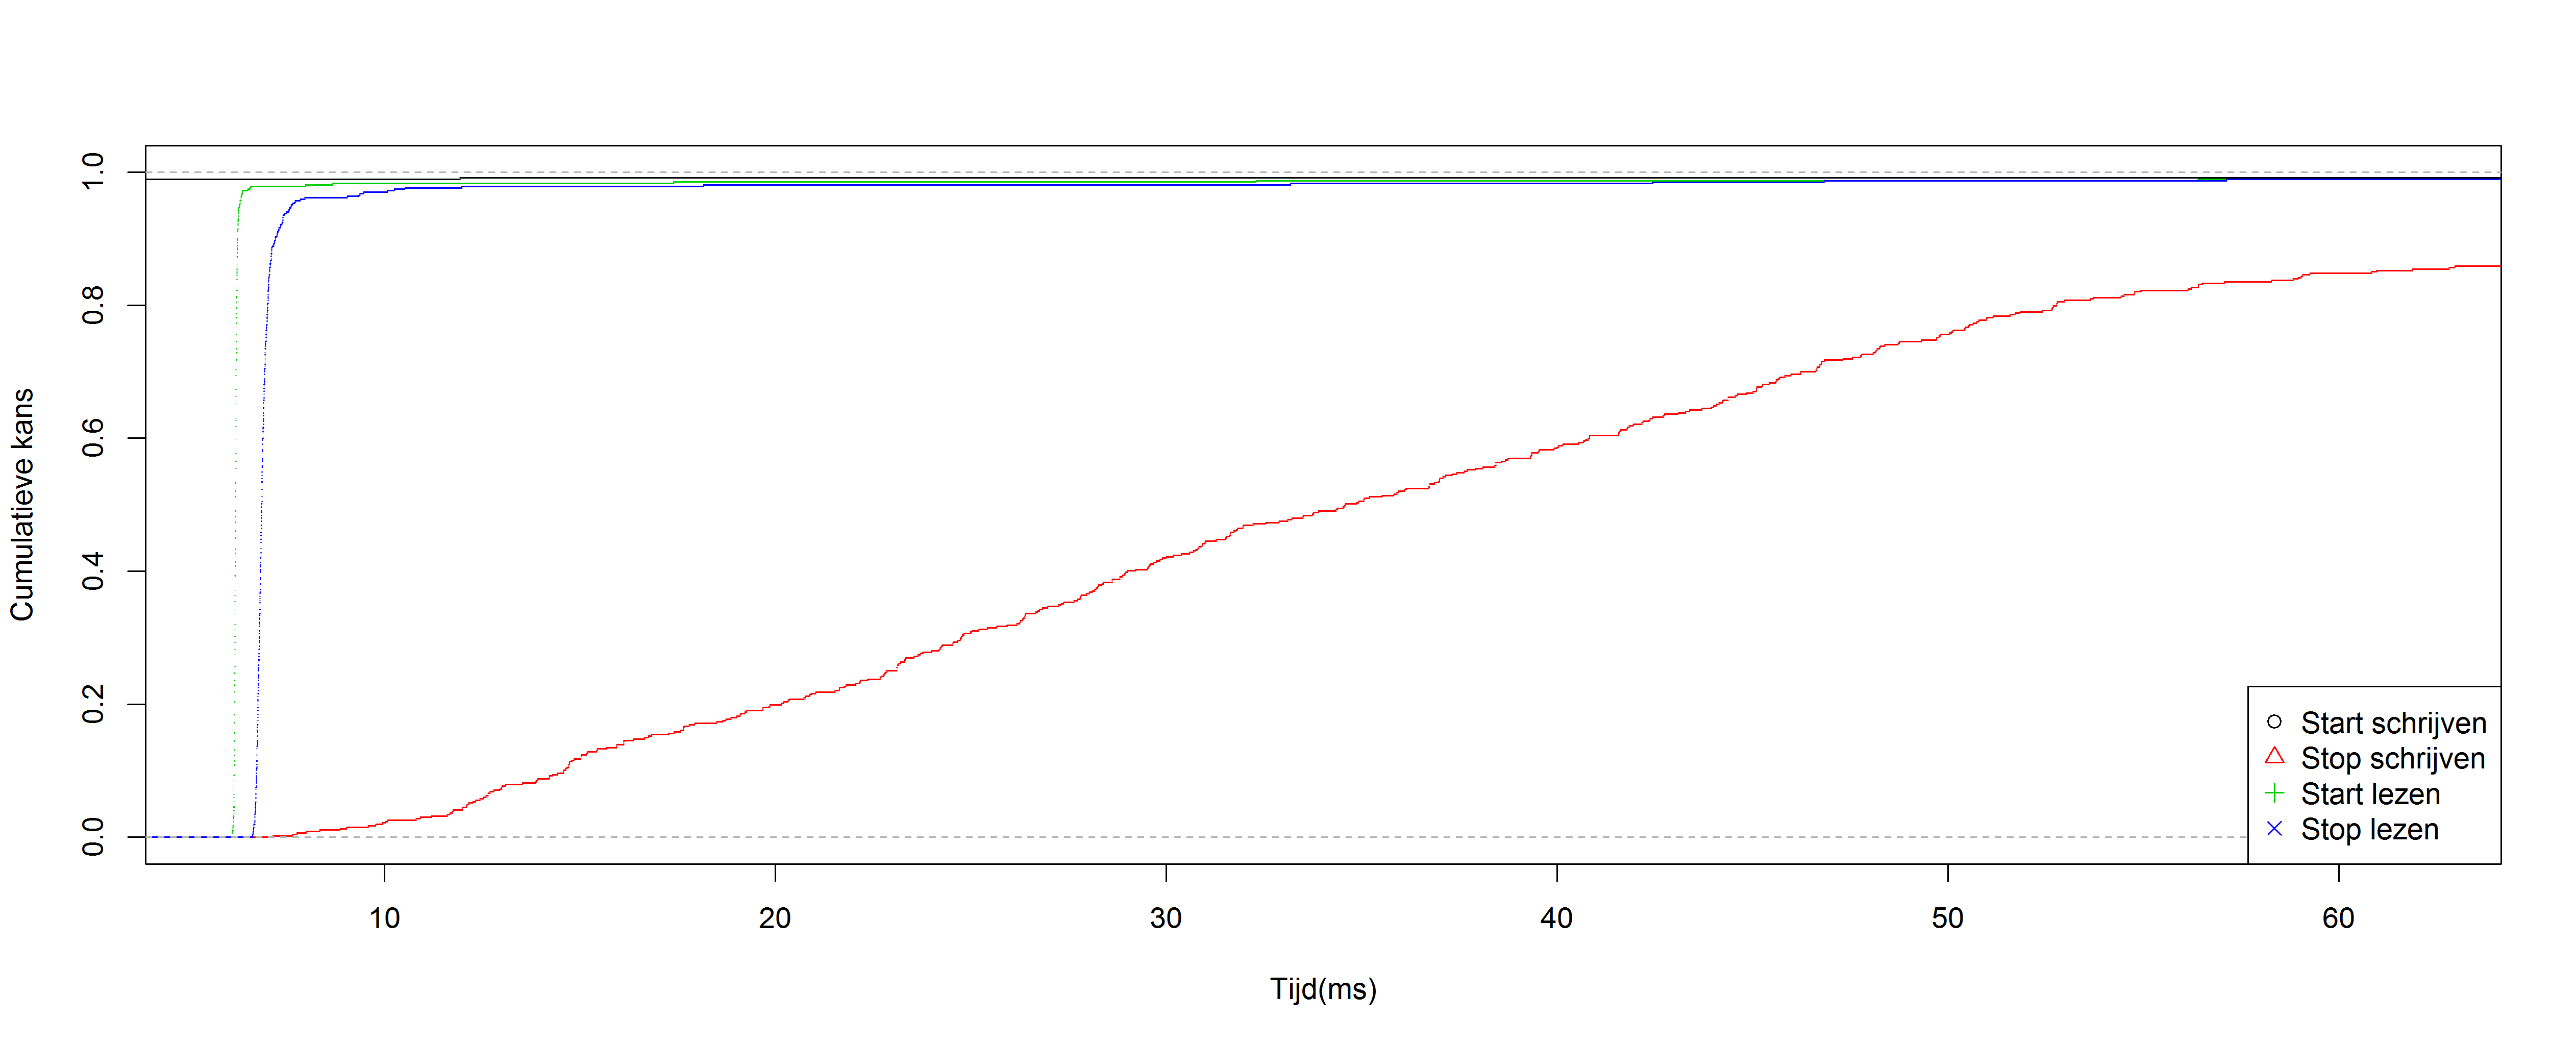 1.0
0.8
0.6
0.4
0.2
0.0
Cumulatieve kans
Start schrijven
Stop schrijven
Start lezen
Stop lezen
10 20 30 40 50 60
Tijd(ms)